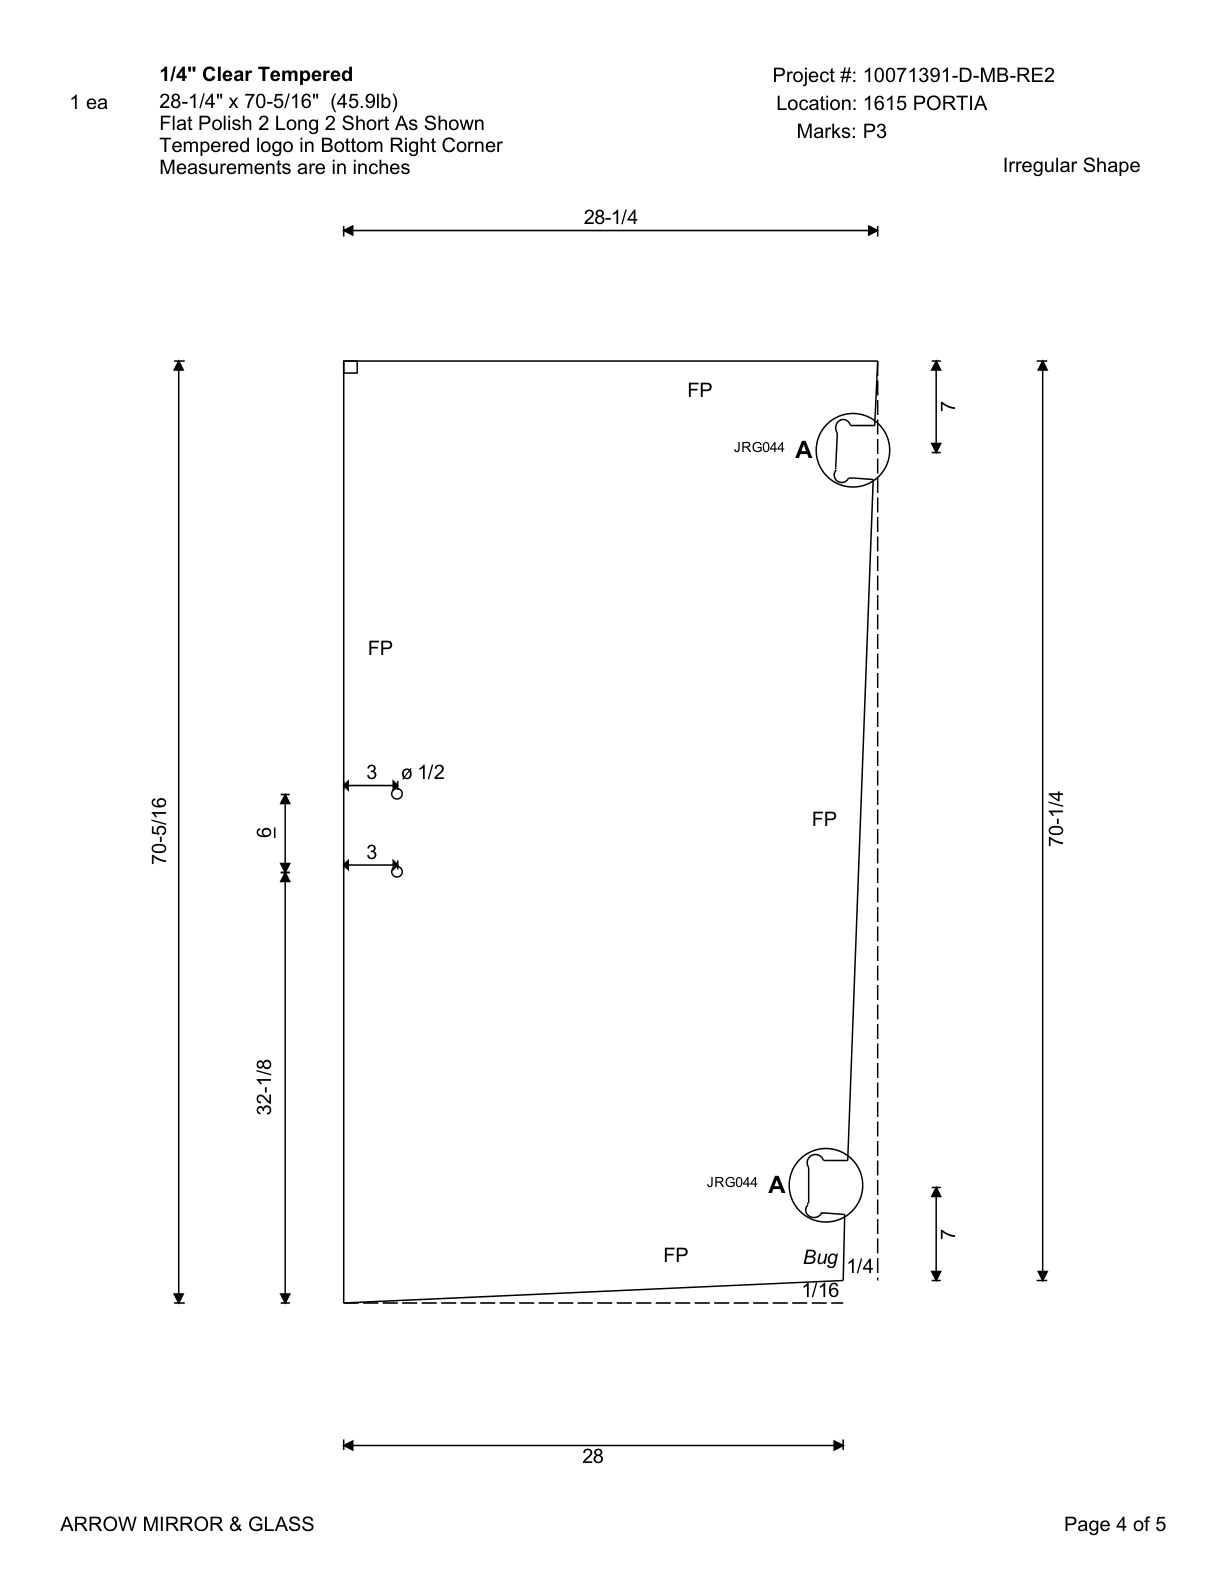 1/4" Clear Tempered
1 ea
28-1/4" x 70-5/16" (45.9lb)
Flat Polish 2 Long 2 Short As Shown
Tempered logo in Bottom Right Corner
Measurements are in inches
Project #: 10071391-D-MB-RE2
Location: 1615 PORTIA
Marks: P3
Irregular Shape
28-1/4
FP
7
JRG044 A
FP
3 ø 1/2
70-5/16
6
FP
70-1/4
3
32-1/8
JRG044 A
7
FP
Bug
1/4
1/16
28
ARROW MIRROR & GLASS
Page 4 of 5